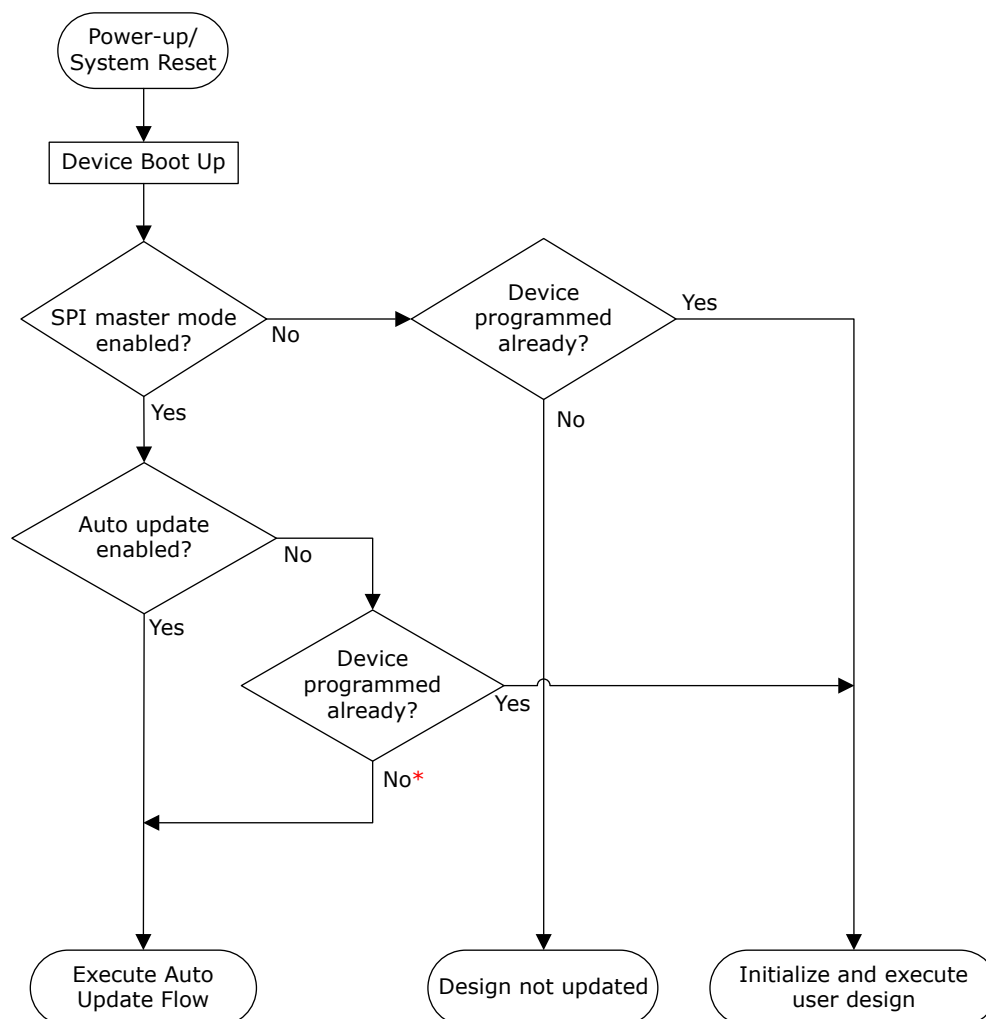 Power-up/
System Reset
Device Boot Up
SPI master mode
enabled?
No
Yes
Device
programmed
already?
Yes
No
Auto update
enabled?
No
Yes
Device
programmed
already?
Yes
No*
Execute Auto
Update Flow
Design not updated
Initialize and execute
user design